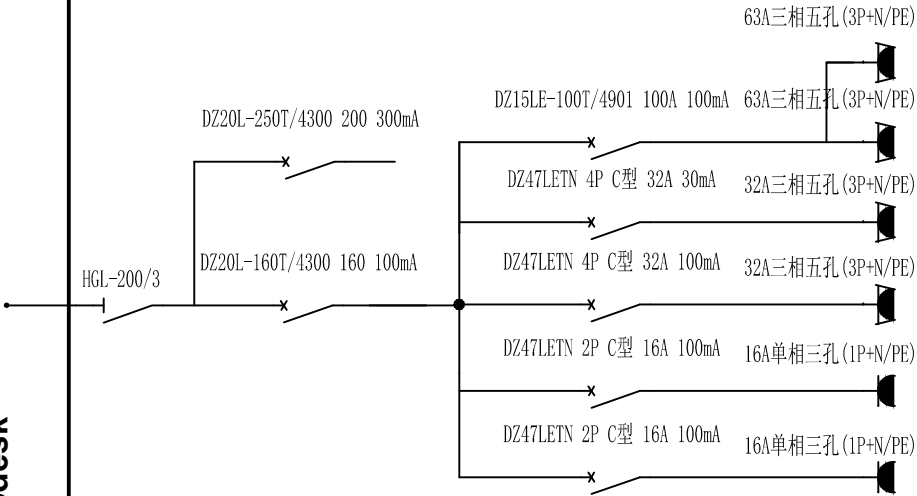 63A三相五孔(3P+N/PE)
DZ15LE-100T/4901 100A 100mA
63A三相五孔(3P+N/PE)
DZ20L-250T/4300 200 300mA
DZ47LETN 4P C型 32A 30mA
32A三相五孔(3P+N/PE)
DZ20L-160T/4300 160 100mA
DZ47LETN 4P C型 32A 100mA
32A三相五孔(3P+N/PE)
HGL-200/3
DZ47LETN 2P C型 16A 100mA
16A单相三孔(1P+N/PE)
DZ47LETN 2P C型 16A 100mA
16A单相三孔(1P+N/PE)